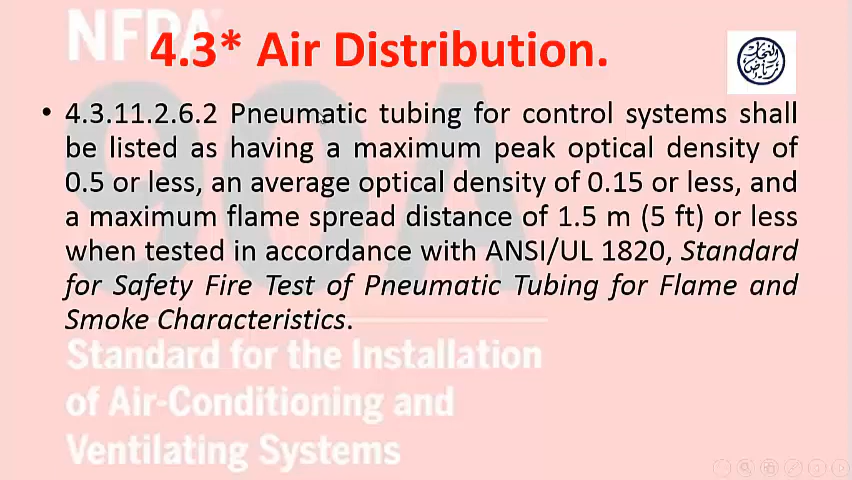 NFPA
4.3* Air Distribution.
النجار
رياض
90A
• 4.3.11.2.6.2 Pneumatic tubing for control systems shall
be listed as having a maximum peak optical density of
0.5 or less, an average optical density of 0.15 or less, and
a maximum flame spread distance of 1.5 m (5 ft) or less
when tested in accordance with ANSI/UL 1820, Standard
for Safety Fire Test of Pneumatic Tubing for Flame and
Smoke Characteristics.
Standard for the Installation
of Air-Conditioning and
Ventilating Systems